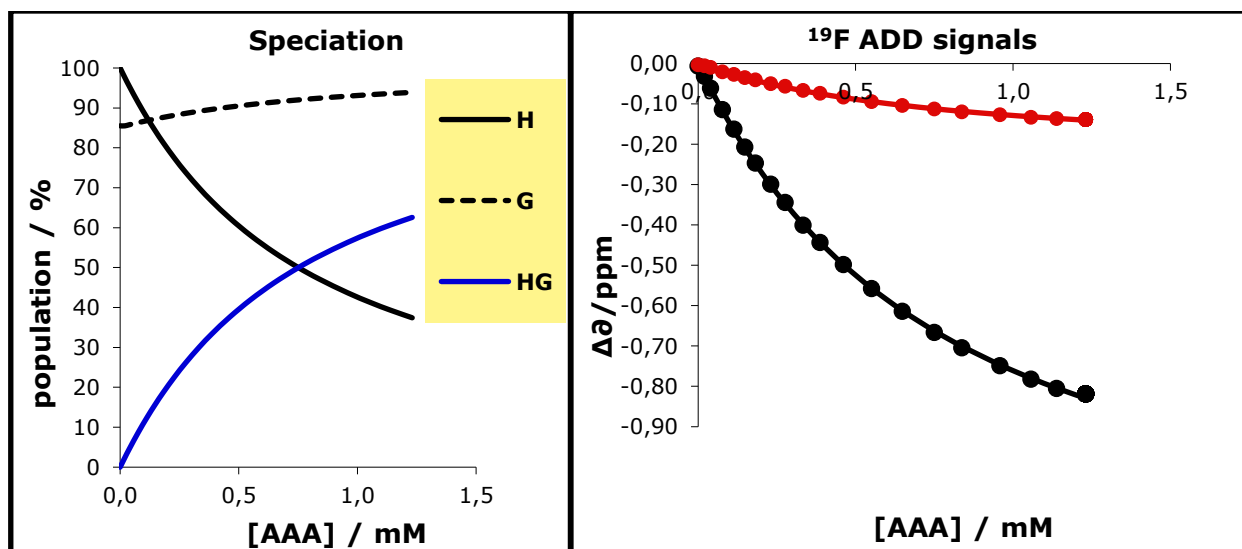 Speciation
100
90
80
70
60
50
40
30
20
10
0
population / %
0,0 0,5 1,0 1,5
[AAA] / mM
H
G
HG
¹⁹F ADD signals
0,00
-0,10
-0,20
-0,30
-0,40
-0,50
-0,60
-0,70
-0,80
-0,90
Δ∂/ppm
0,0 0,5 1,0 1,5
[AAA] / mM